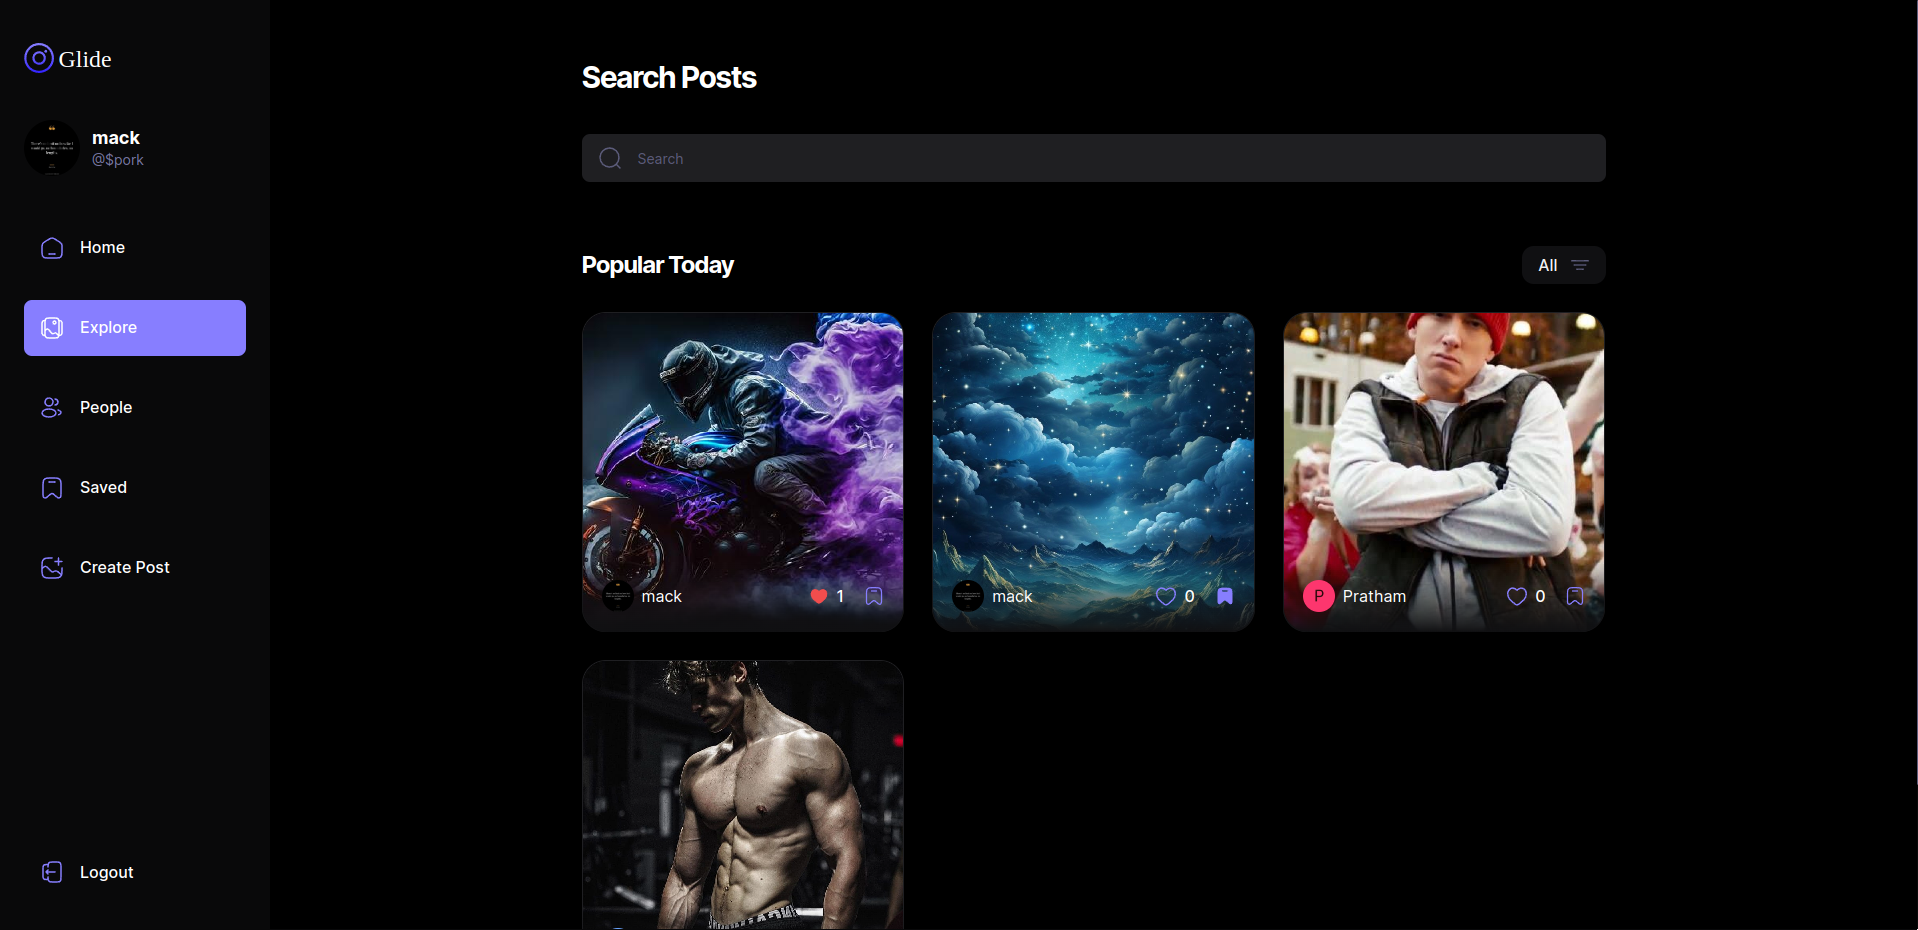 Glide
mack
@$pork
Home
Explore
People
Saved
Create Post
Logout
Search Posts
Search
Popular Today
All
mack
1
mack
0
P
Pratham
0